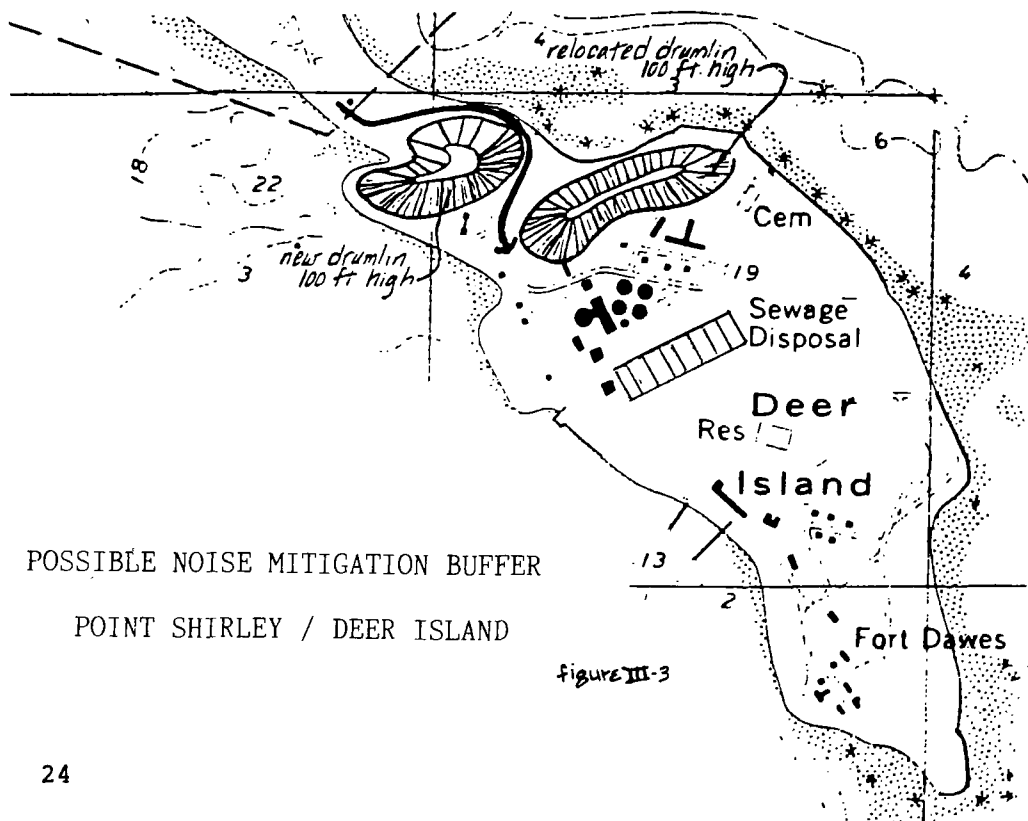 4 relocated drumlin
100 ft high
3
6
18
22
Cem
new drumlin
100 ft high
3
19
4
Sewage
Disposal
Deer
Res
Island
13
2
POSSIBLE NOISE MITIGATION BUFFER
POINT SHIRLEY / DEER ISLAND
Fort Dawes
figure III-3
24